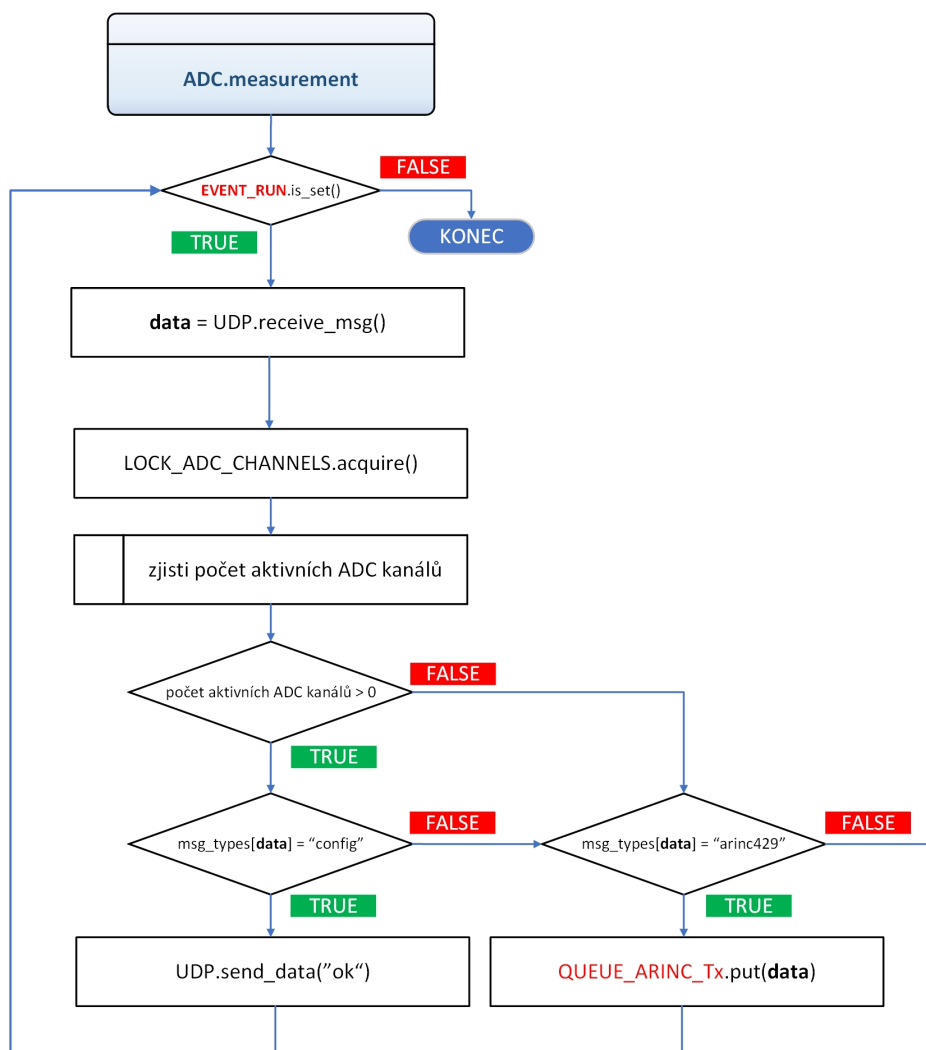 ADC.measurement
FALSE
EVENT_RUN.is_set()
TRUE
KONEC
data = UDP.receive_msg()
LOCK_ADC_CHANNELS.acquire()
zjisti počet aktivních ADC kanálů
FALSE
počet aktivních ADC kanálů > 0
TRUE
FALSE
FALSE
msg_types[data] = “config”
msg_types[data] = “arinc429”
TRUE
TRUE
UDP.send_data(”ok“)
QUEUE_ARINC_Tx.put(data)